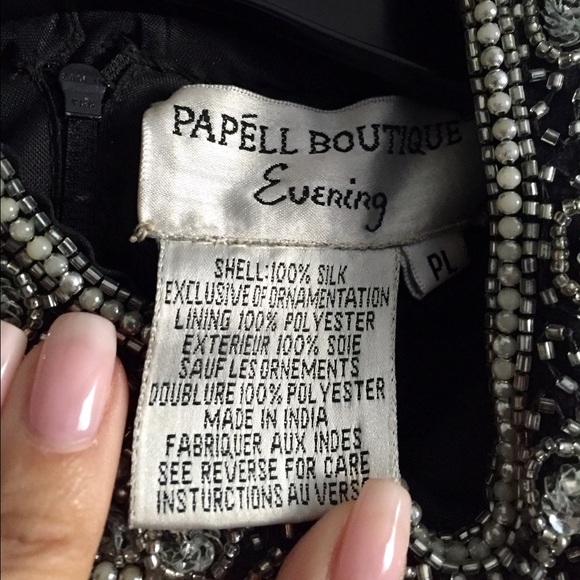 PAPÉLL BOUTIQUE
Evening
PL
SHELL:100% SILK
EXCLUSIVE OF ORNAMENTATION
LINING 100% POLYESTER
EXTERIEUR 100% SOIE
SAUF LES ORNEMENTS
DOUBLURE 100% POLYESTER
MADE IN INDIA
FABRIQUER AUX INDES
SEE REVERSE FOR CARE
INSTURCTIONS AU VERSE